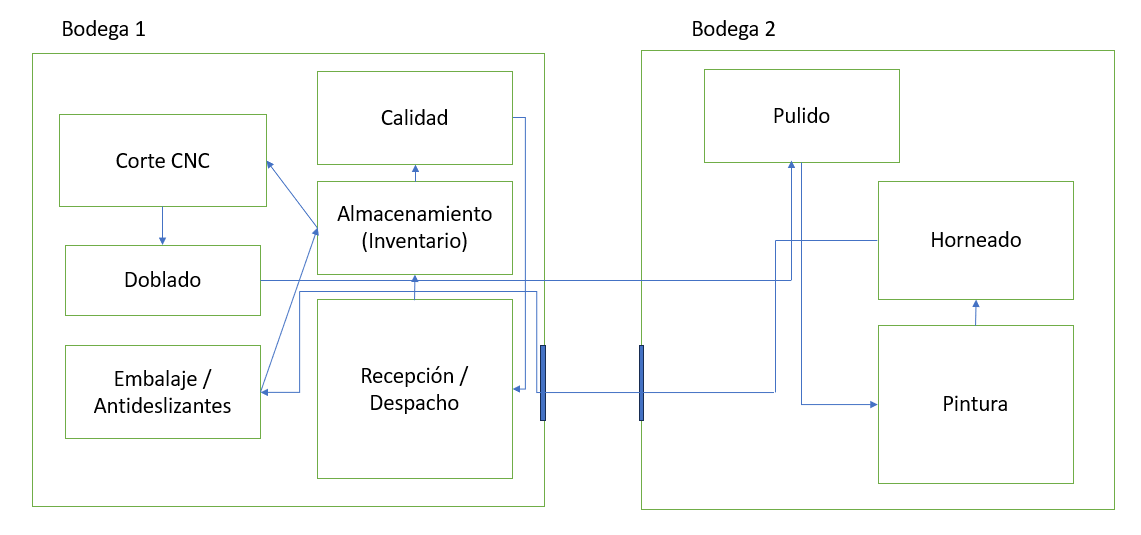 Bodega 1
Corte CNC
Doblado
Embalaje /
Antideslizantes
Calidad
Almacenamiento
(Inventario)
Recepción /
Despacho
Bodega 2
Pulido
Horneado
Pintura